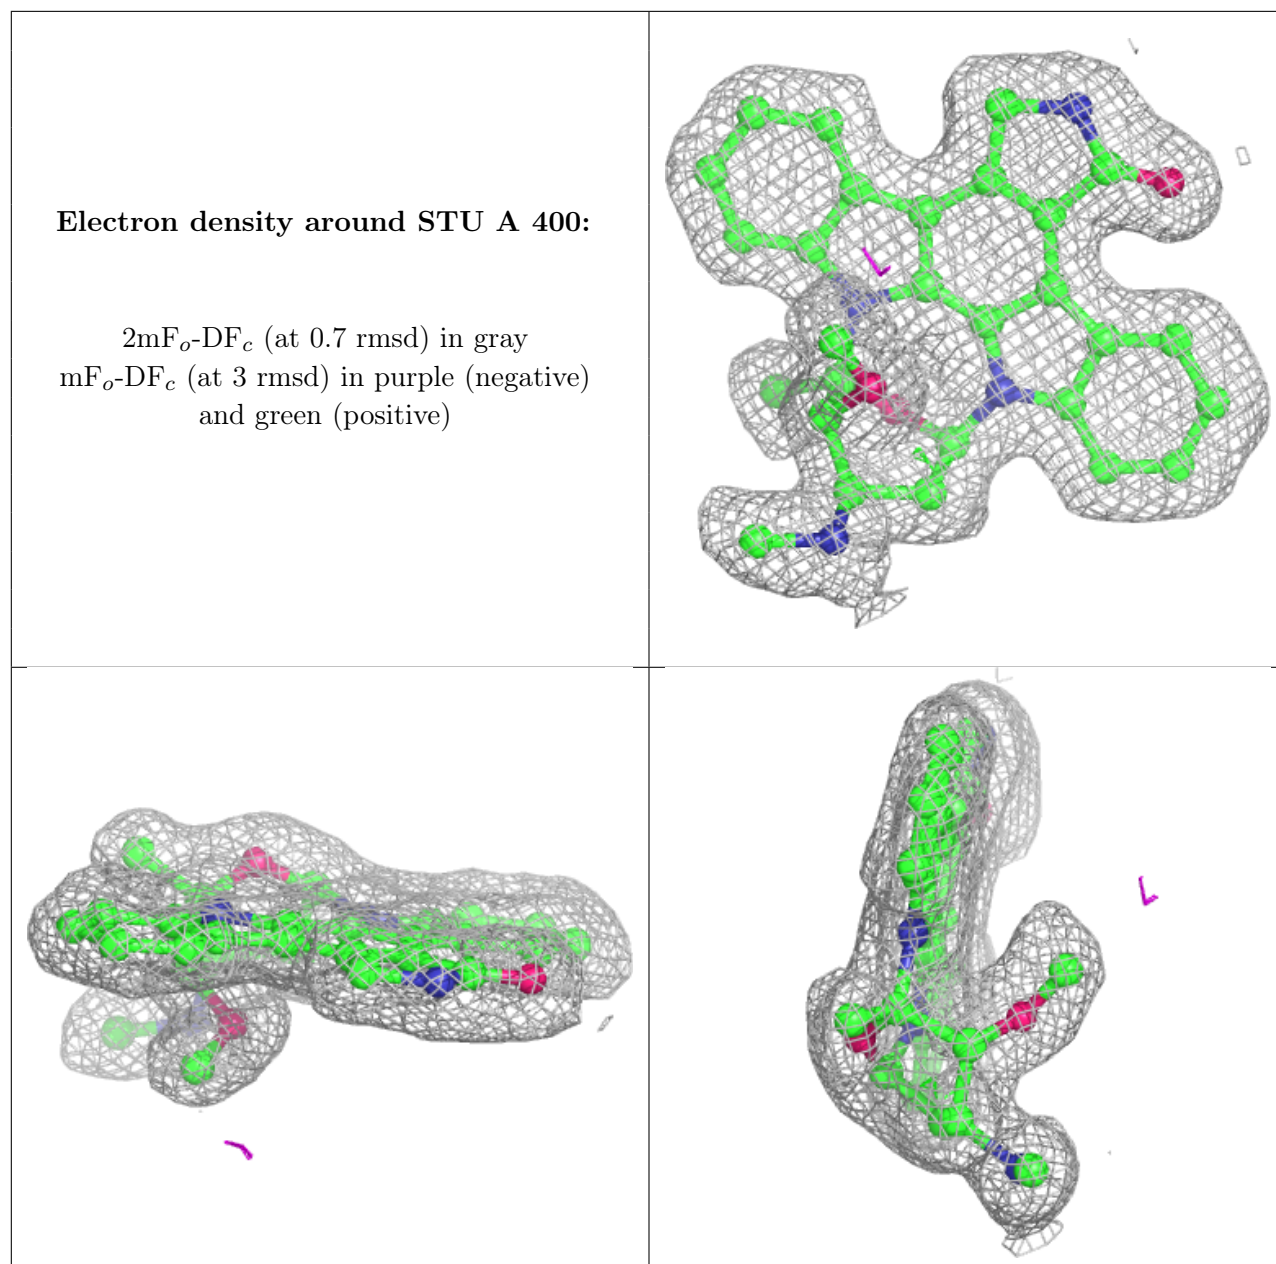 Electron density around STU A 400:
2mFo-DFc (at 0.7 rmsd) in gray
mFo-DFc (at 3 rmsd) in purple (negative)
and green (positive)